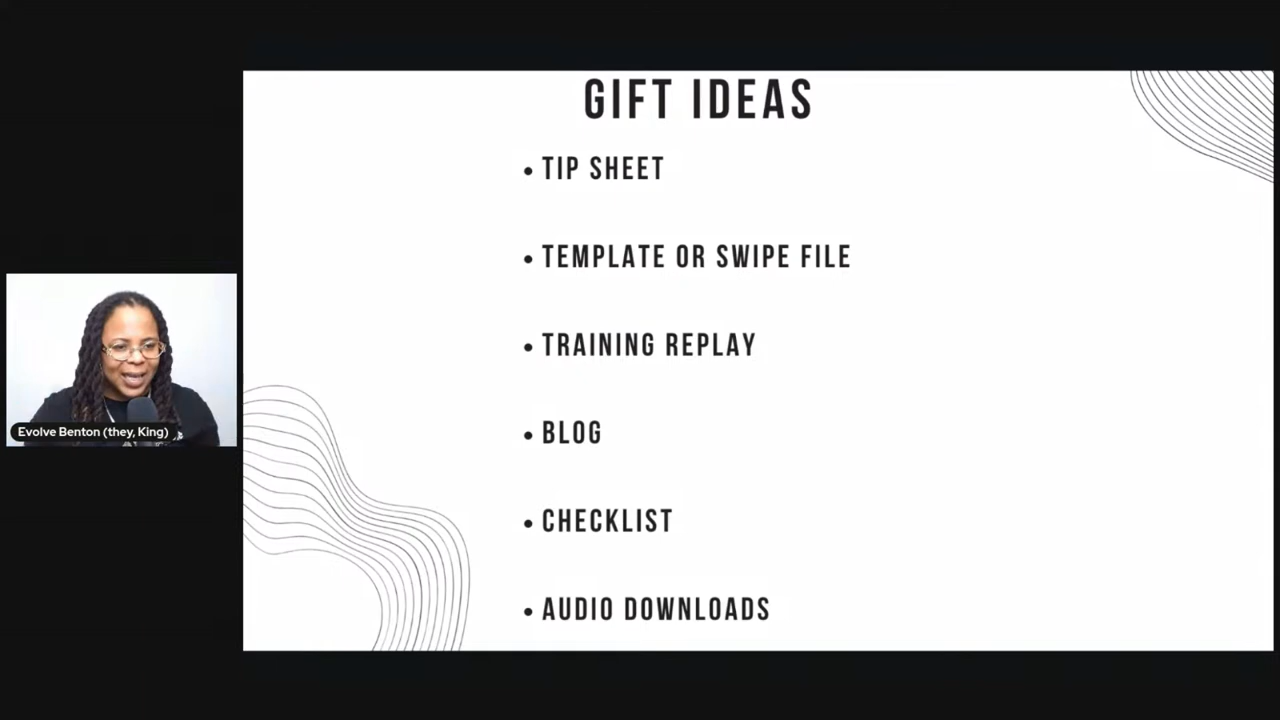 GIFT IDEAS
• TIP SHEET
• TEMPLATE OR SWIPE FILE
• TRAINING REPLAY
• BLOG
• CHECKLIST
• AUDIO DOWNLOADS
Evolve Benton (they, King)